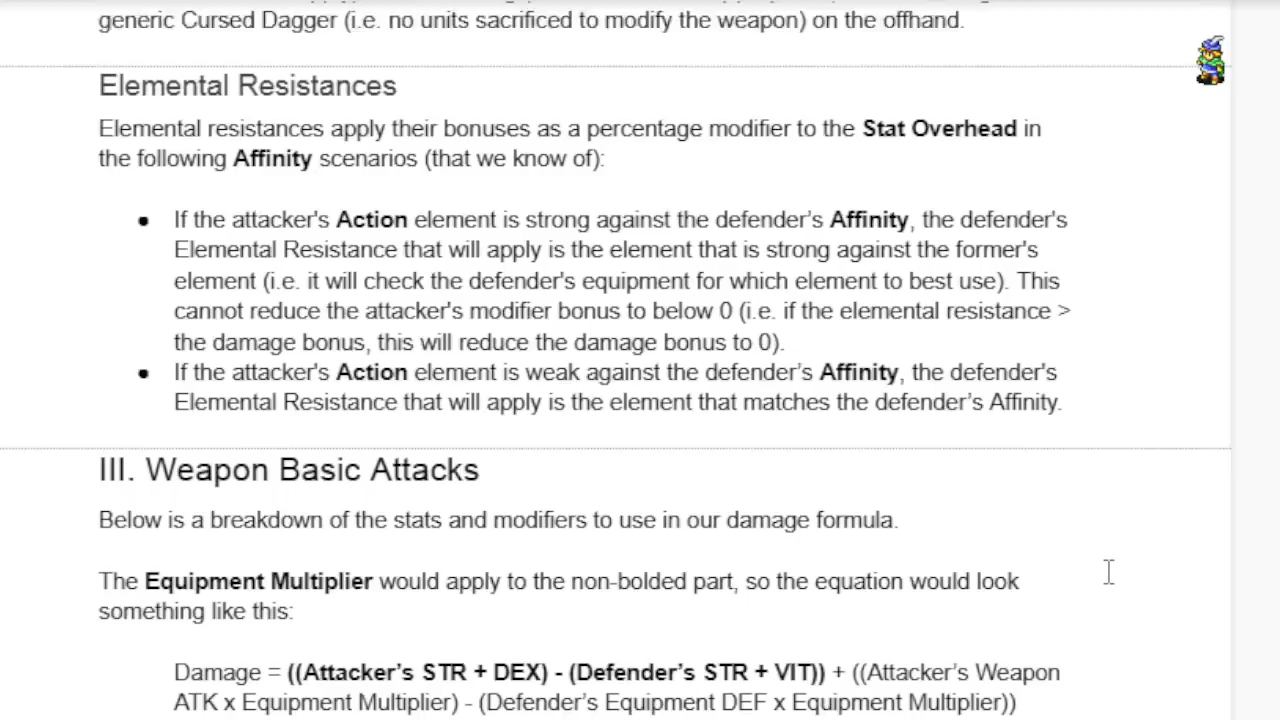 generic Cursed Dagger (i.e. no units sacrificed to modify the weapon) on the offhand.
Elemental Resistances
Elemental resistances apply their bonuses as a percentage modifier to the Stat Overhead in
the following Affinity scenarios (that we know of):
● If the attacker's Action element is strong against the defender's Affinity, the defender's
Elemental Resistance that will apply is the element that is strong against the former's
element (i.e. it will check the defender's equipment for which element to best use). This
cannot reduce the attacker's modifier bonus to below 0 (i.e. if the elemental resistance >
the damage bonus, this will reduce the damage bonus to 0).
● If the attacker's Action element is weak against the defender’s Affinity, the defender's
Elemental Resistance that will apply is the element that matches the defender’s Affinity.
III. Weapon Basic Attacks
Below is a breakdown of the stats and modifiers to use in our damage formula.
The Equipment Multiplier would apply to the non-bolded part, so the equation would look
something like this:
Damage = ((Attacker’s STR + DEX) - (Defender’s STR + VIT)) + ((Attacker’s Weapon
ATK x Equipment Multiplier) - (Defender’s Equipment DEF x Equipment Multiplier))